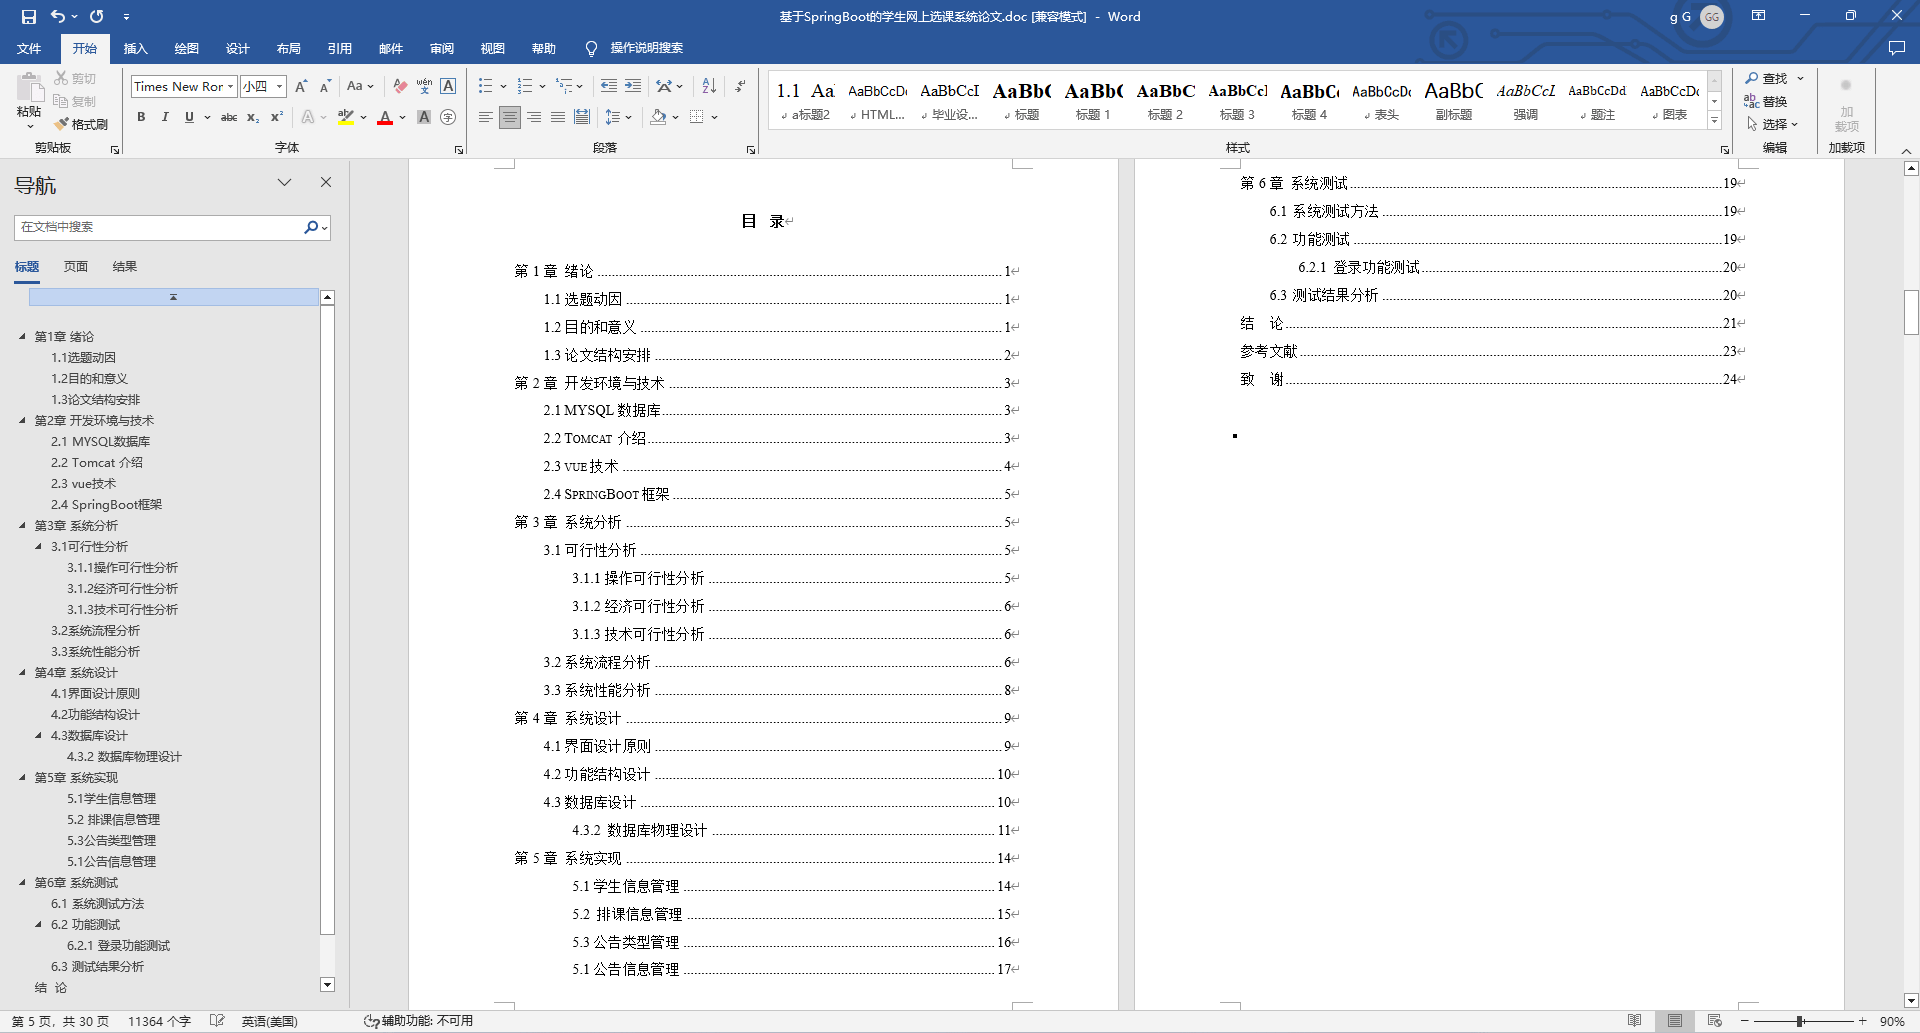 基于SpringBoot的学生网上选课系统论文.doc [兼容模式] - Word
g G GG
文件 开始 插入 绘图 设计 布局 引用 邮件 审阅 视图 帮助 操作说明搜索
粘贴 剪切 复制 格式刷
剪贴板
Times New Ror 小四 Aa wén 文 A
B I U abc x₂ x² A ab A A 字
字体
段落
1.1 Aa AaBbCcDc AaBbCcI AaBb( AaBb( AaBbC AaBbCcI AaBbC( AaBbCcDc AaBbC AaBbCcL AaBbCcDd AaBbCcDc
a标题2 HTML... 毕业设... 标题 标题 1 标题 2 标题 3 标题 4 表头 副标题 强调 题注 图表
样式
查找
替换
选择
编辑
加载项
加载项
导航
在文档中搜索
标题 页面 结果
第1章 绪论
1.1选题动因
1.2目的和意义
1.3论文结构安排
第2章 开发环境与技术
2.1 MYSQL数据库
2.2 Tomcat 介绍
2.3 vue技术
2.4 SpringBoot框架
第3章 系统分析
3.1可行性分析
3.1.1操作可行性分析
3.1.2经济可行性分析
3.1.3技术可行性分析
3.2系统流程分析
3.3系统性能分析
第4章 系统设计
4.1界面设计原则
4.2功能结构设计
4.3数据库设计
4.3.2 数据库物理设计
第5章 系统实现
5.1学生信息管理
5.2 排课信息管理
5.3公告类型管理
5.1公告信息管理
第6章 系统测试
6.1 系统测试方法
6.2 功能测试
6.2.1 登录功能测试
6.3 测试结果分析
结 论
目 录
第 1 章 绪论 1
1.1 选题动因 1
1.2 目的和意义 1
1.3 论文结构安排 2
第 2 章 开发环境与技术 3
2.1 MYSQL 数据库 3
2.2 TOMCAT 介绍 3
2.3 VUE 技术 4
2.4 SPRINGBOOT 框架 5
第 3 章 系统分析 5
3.1 可行性分析 5
3.1.1 操作可行性分析 5
3.1.2 经济可行性分析 6
3.1.3 技术可行性分析 6
3.2 系统流程分析 6
3.3 系统性能分析 8
第 4 章 系统设计 9
4.1 界面设计原则 9
4.2 功能结构设计 10
4.3 数据库设计 10
4.3.2 数据库物理设计 11
第 5 章 系统实现 14
5.1 学生信息管理 14
5.2 排课信息管理 15
5.3 公告类型管理 16
5.1 公告信息管理 17
第 6 章 系统测试 19
6.1 系统测试方法 19
6.2 功能测试 19
6.2.1 登录功能测试 20
6.3 测试结果分析 20
结 论 21
参考文献 23
致 谢 24
第 5 页，共 30 页 11364 个字 英语(美国) 辅助功能: 不可用 90%